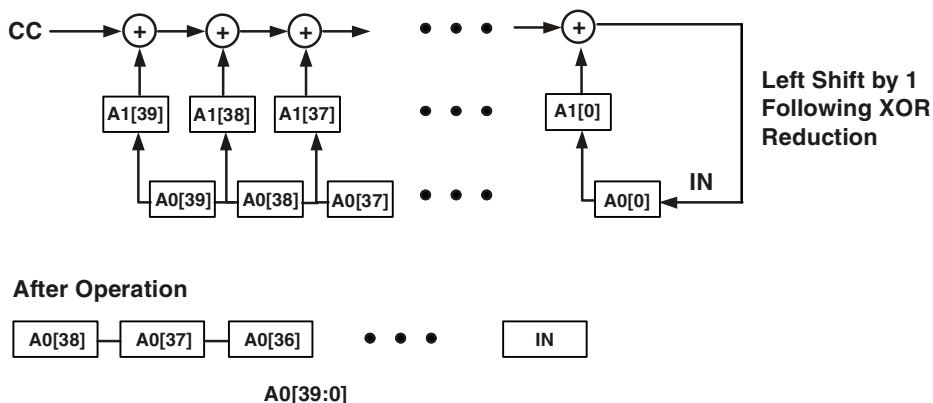 CC + + + +
A1[39] A1[38] A1[37] A1[0]
Left Shift by 1
Following XOR
Reduction
IN
A0[39] A0[38] A0[37] A0[0]
After Operation
A0[38] A0[37] A0[36] IN
A0[39:0]